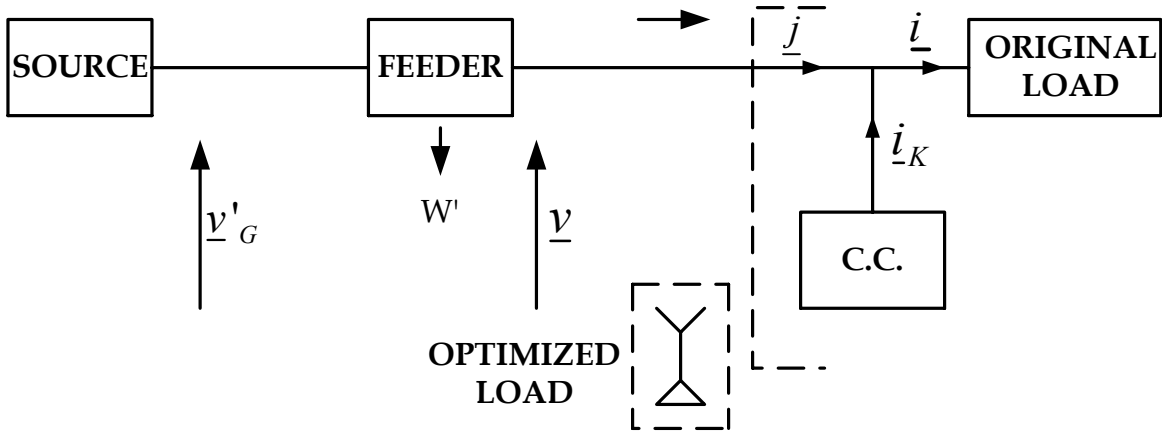 SOURCE
FEEDER
j
i
ORIGINAL
LOAD
i_K
W'
v'_G
v
C.C.
OPTIMIZED
LOAD